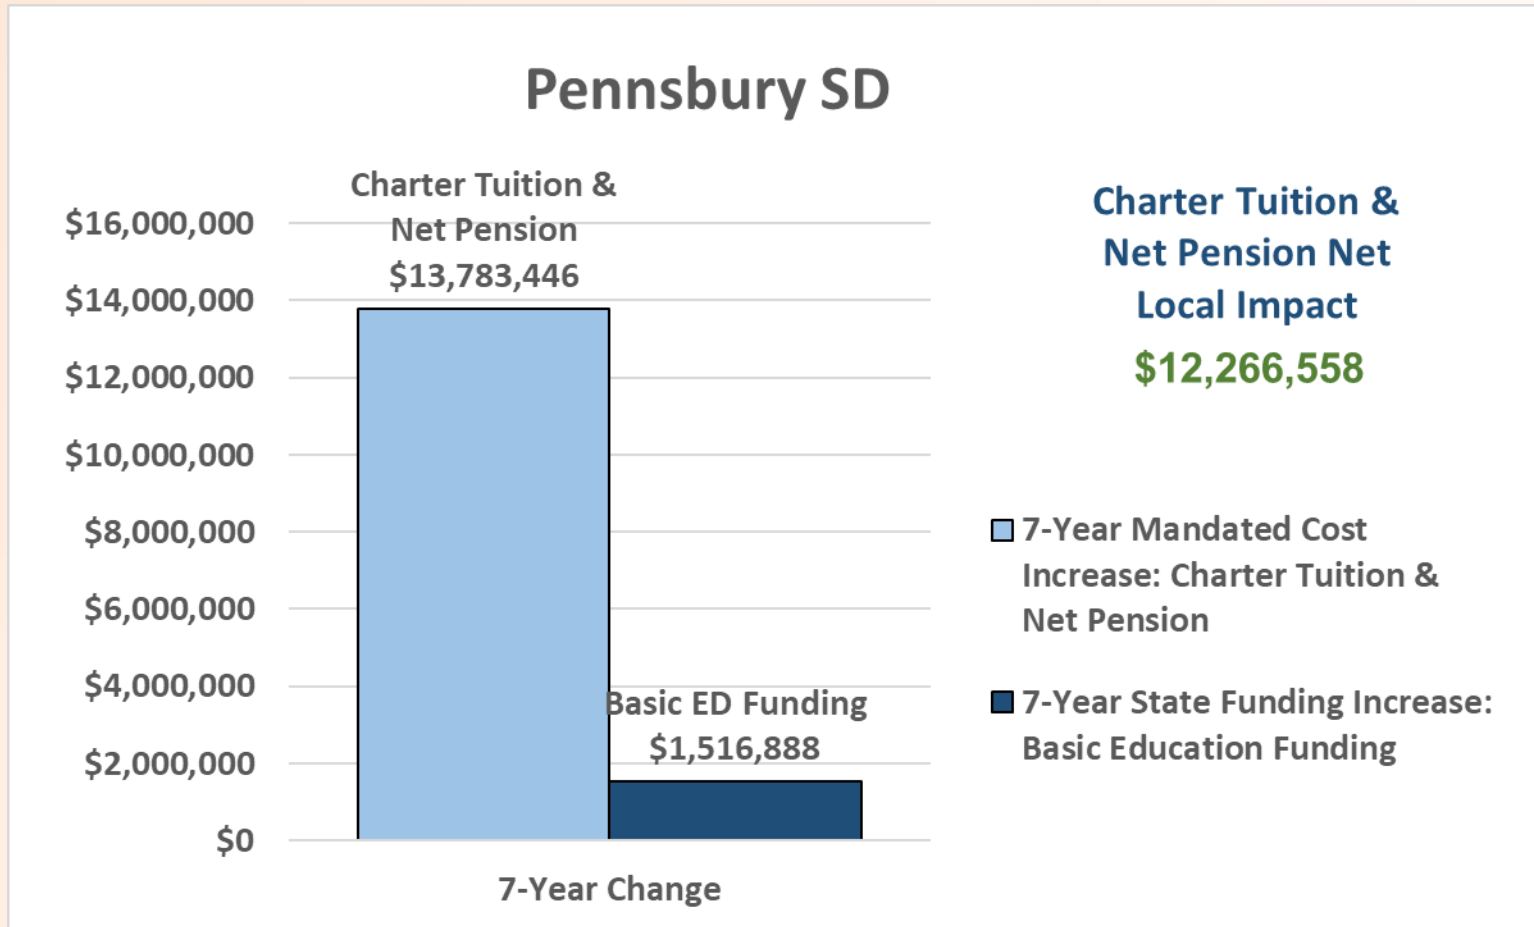 Pennsbury SD
Charter Tuition &
Net Pension
$13,783,446
$16,000,000
$14,000,000
$12,000,000
$10,000,000
$8,000,000
$6,000,000
$4,000,000
$2,000,000
$0
Basic ED Funding
$1,516,888
7-Year Change
Charter Tuition &
Net Pension Net
Local Impact
$12,266,558
7-Year Mandated Cost
Increase: Charter Tuition &
Net Pension
7-Year State Funding Increase:
Basic Education Funding